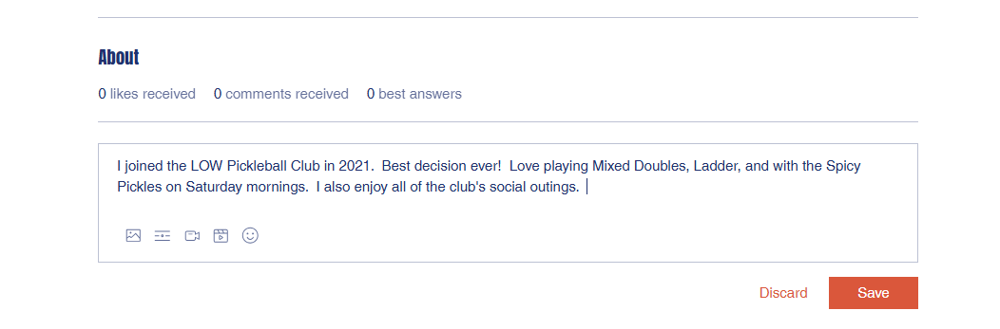 About
0 likes received 0 comments received 0 best answers
I joined the LOW Pickleball Club in 2021.  Best decision ever!  Love playing Mixed Doubles, Ladder, and with the Spicy
Pickles on Saturday mornings.  I also enjoy all of the club's social outings.
Discard Save